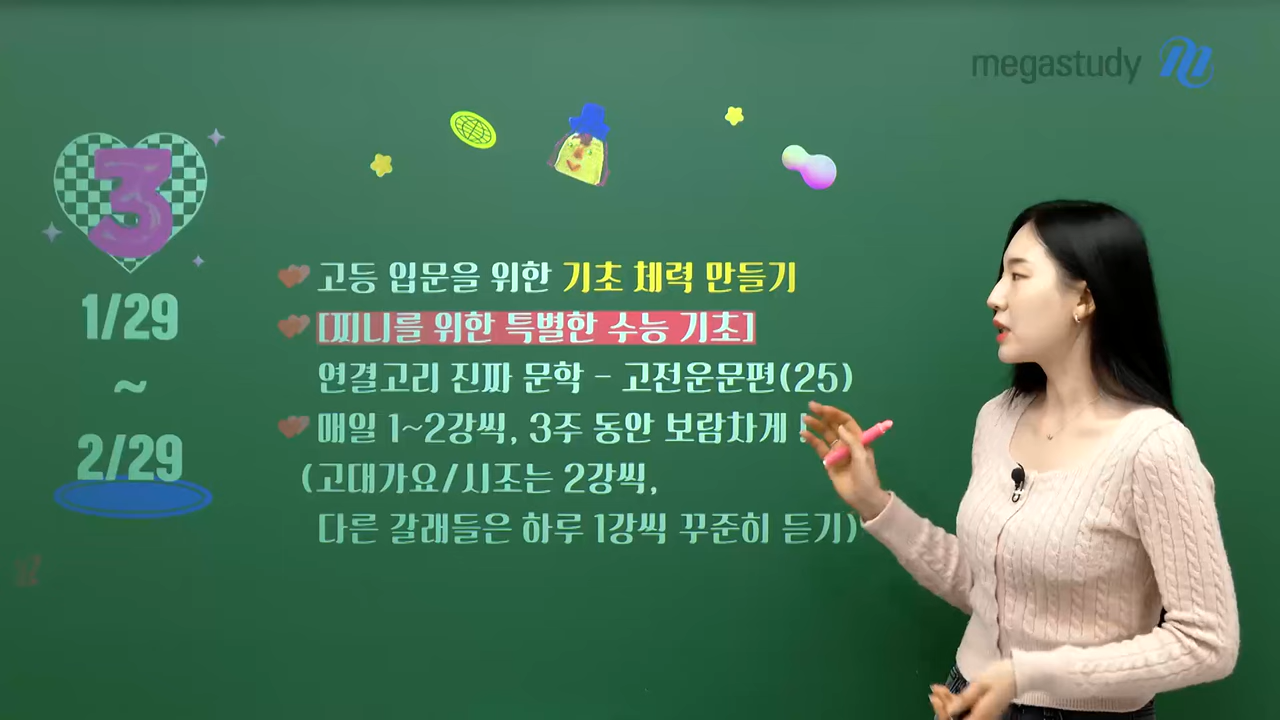 megastudy
3
1/29
~
2/29
고등 입문을 위한 기초 체력 만들기
[찌니를 위한 특별한 수능 기초]
연결고리 진짜 문학 - 고전운문편(25)
매일 1~2강씩, 3주 동안 보람차게 !
(고대가요/시조는 2강씩,
다른 갈래들은 하루 1강씩 꾸준히 듣기)